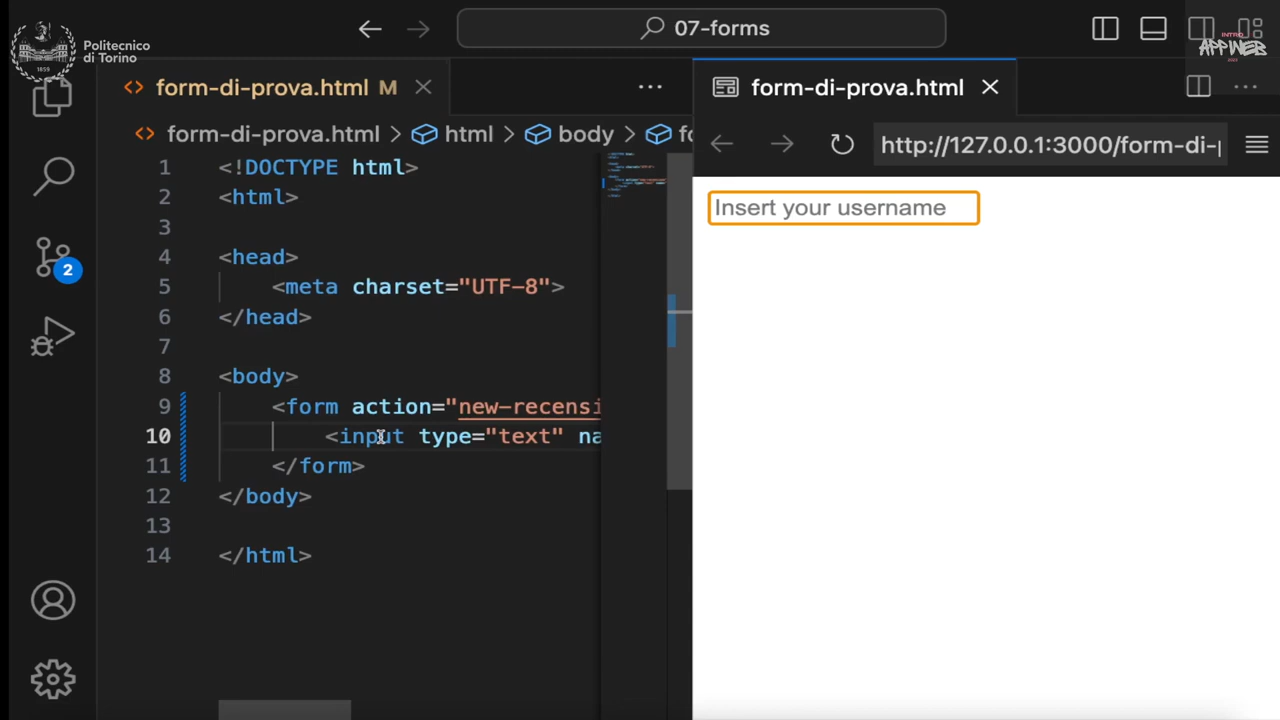 Politecnico
di Torino
1859
07-forms
INTRO
APPIWEB
form-di-prova.html M
form-di-prova.html > html > body >
1 <!DOCTYPE html>
2 <html>
3
4 <head>
5 <meta charset="UTF-8">
6 </head>
7
8 <body>
9 <form action="new-recensi
10 <input type="text" na
11 </form>
12 </body>
13
14 </html>
2
form-di-prova.html
http://127.0.0.1:3000/form-di-p
Insert your username